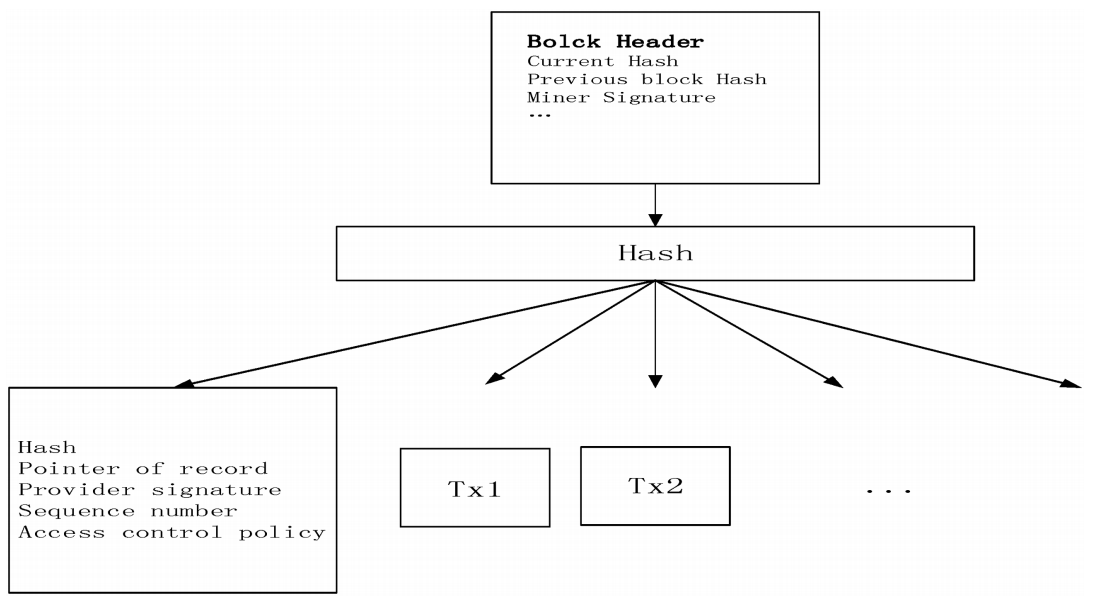 Bolck Header
Current Hash
Previous block Hash
Miner Signature
...
Hash
Hash
Pointer of record
Provider signature
Sequence number
Access control policy
Tx1
Tx2
...